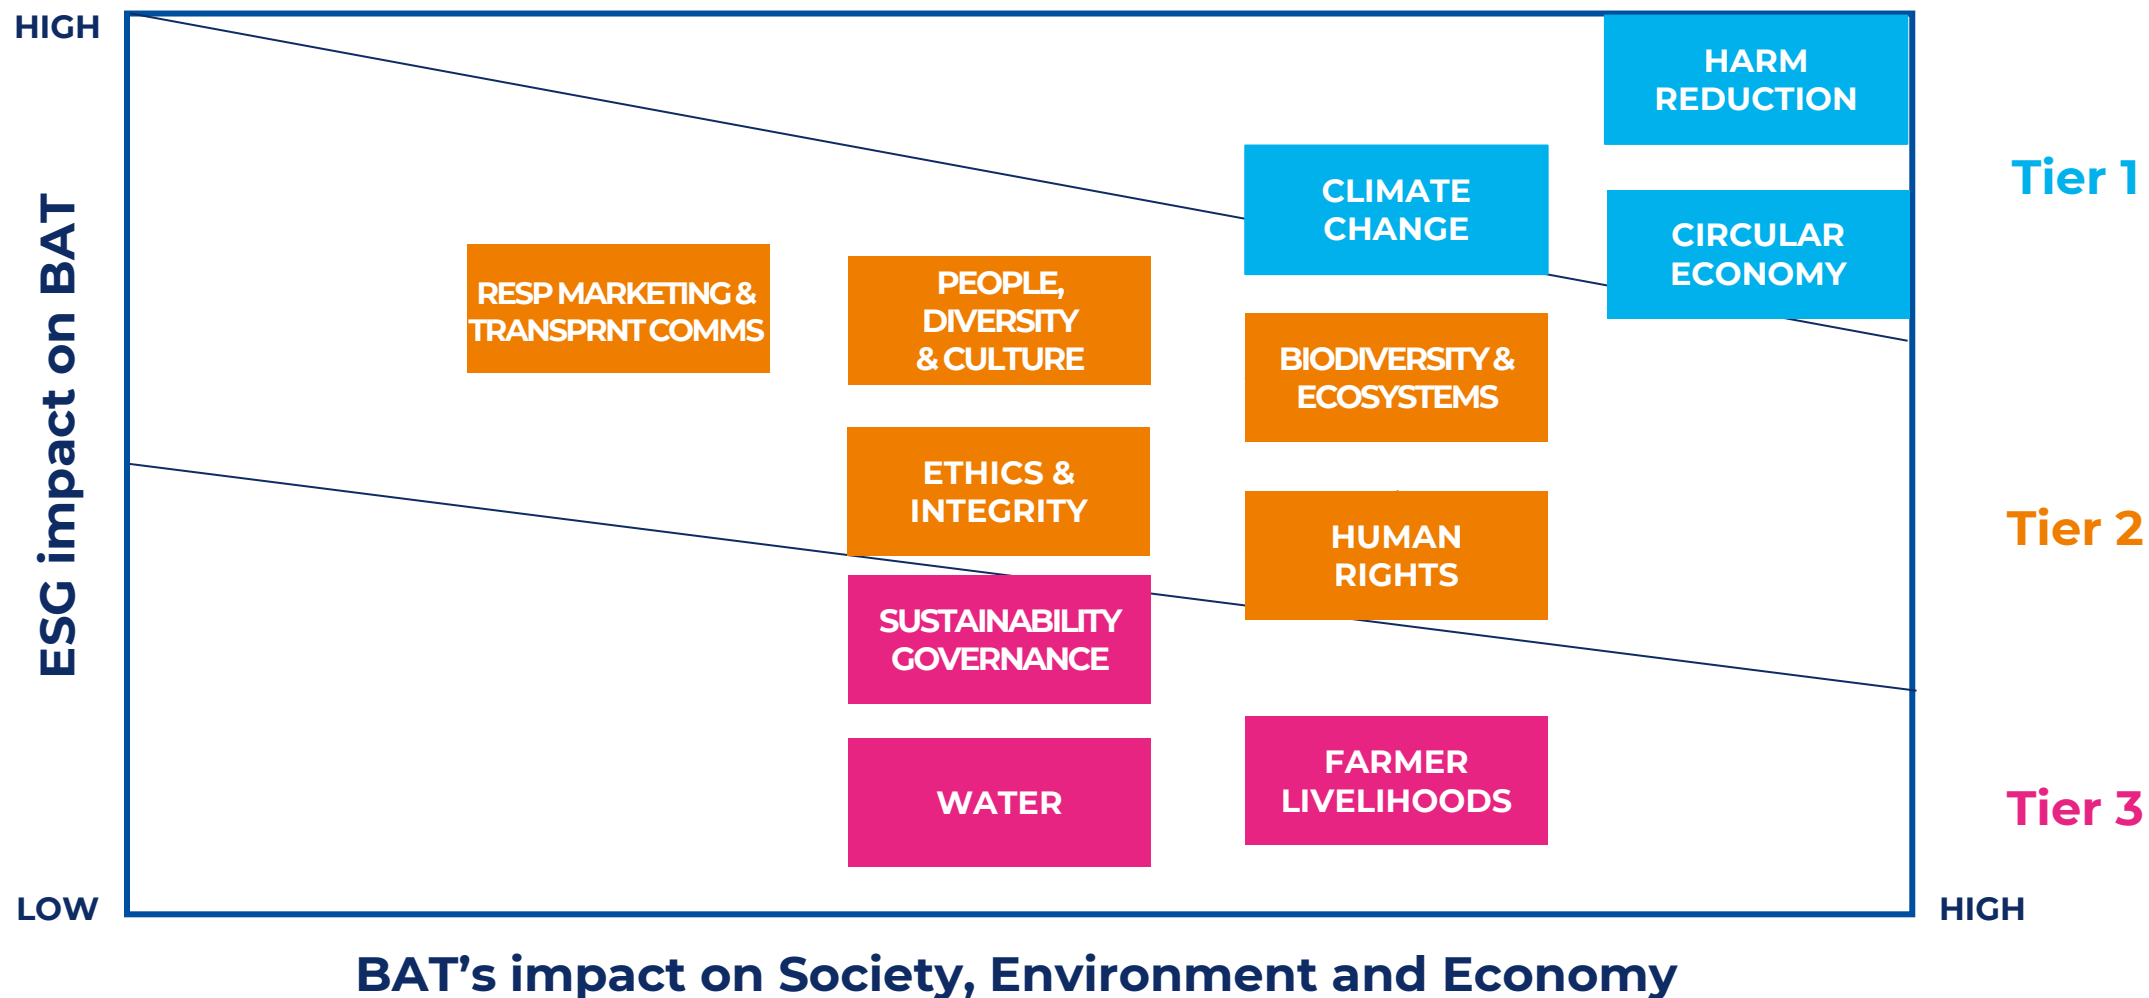 HIGH
HARM
REDUCTION
CLIMATE
CHANGE
Tier 1
CIRCULAR
ECONOMY
ESG impact on BAT
RESP MARKETING &
TRANSPRNT COMMS
PEOPLE,
DIVERSITY
& CULTURE
BIODIVERSITY &
ECOSYSTEMS
ETHICS &
INTEGRITY
HUMAN
RIGHTS
Tier 2
SUSTAINABILITY
GOVERNANCE
WATER
FARMER
LIVELIHOODS
Tier 3
LOW
HIGH
BAT’s impact on Society, Environment and Economy